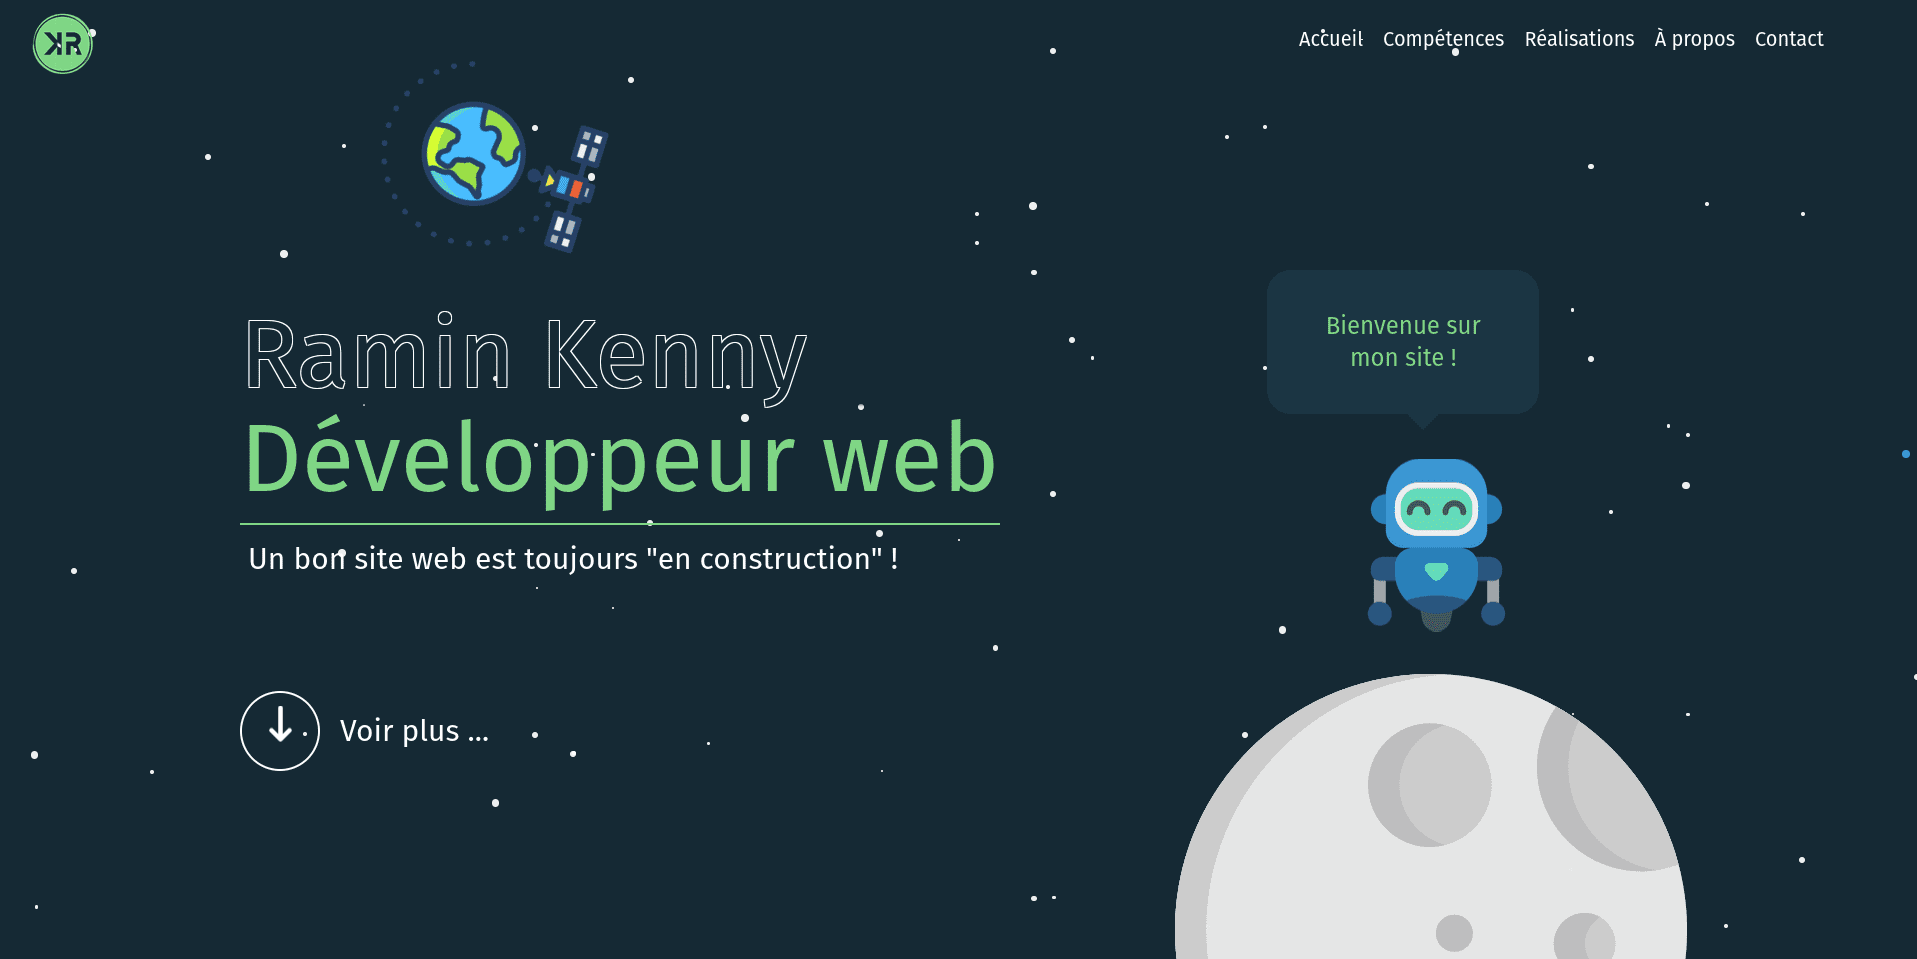 KR
Accueil Compétences Réalisations À propos Contact
Ramin Kenny
Développeur web
Un bon site web est toujours "en construction" !
Voir plus ...
Bienvenue sur
mon site !